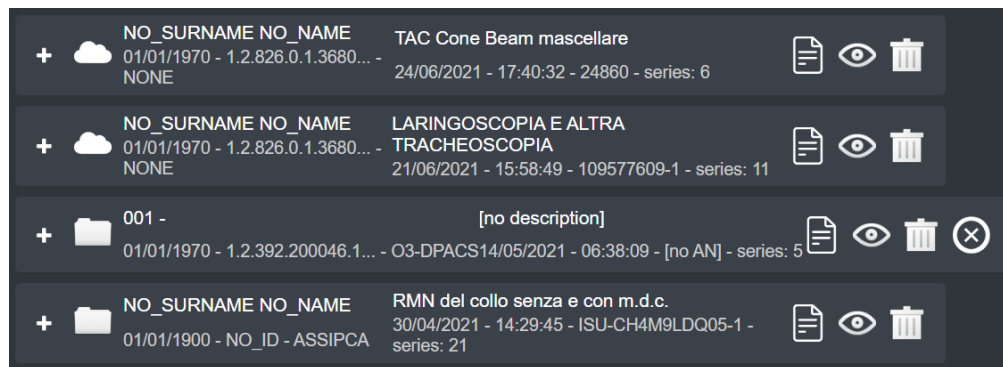 NO_SURNAME NO_NAME
01/01/1970 - 1.2.826.0.1.3680... -
NONE
TAC Cone Beam mascellare
24/06/2021 - 17:40:32 - 24860 - series: 6
NO_SURNAME NO_NAME
01/01/1970 - 1.2.826.0.1.3680... -
NONE
LARINGOSCOPIA E ALTRA
TRACHEOSCOPIA
21/06/2021 - 15:58:49 - 109577609-1 - series: 11
001 -
[no description]
01/01/1970 - 1.2.392.200046.1... - O3-DPACS14/05/2021 - 06:38:09 - [no AN] - series: 5
NO_SURNAME NO_NAME
01/01/1900 - NO_ID - ASSIPCA
RMN del collo senza e con m.d.c.
30/04/2021 - 14:29:45 - ISU-CH4M9LDQ05-1 -
series: 21